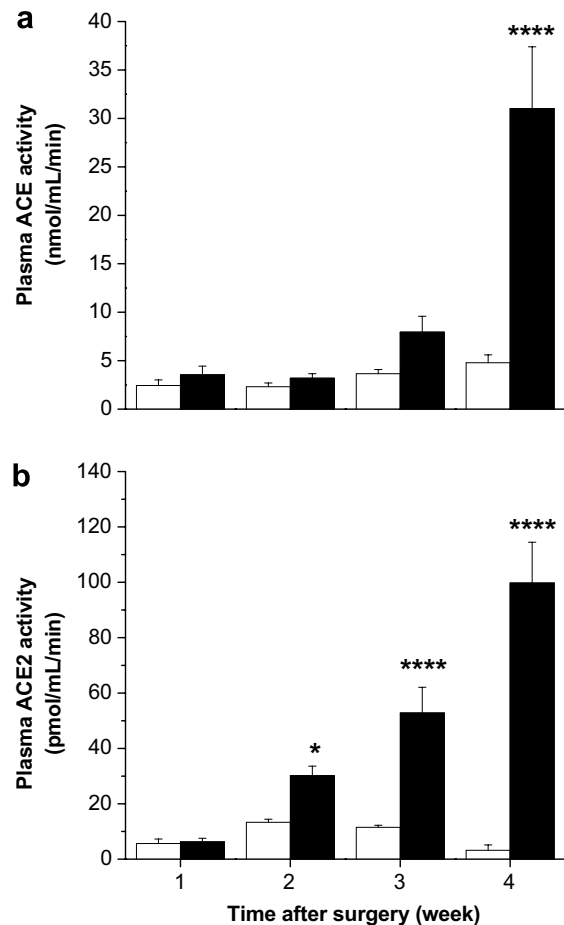 a
Plasma ACE activity
(nmol/mL/min)
40
35
30
25
20
15
10
5
0
****
b
Plasma ACE2 activity
(pmol/mL/min)
140
120
100
80
60
40
20
0
*
****
****
1 2 3 4
Time after surgery (week)